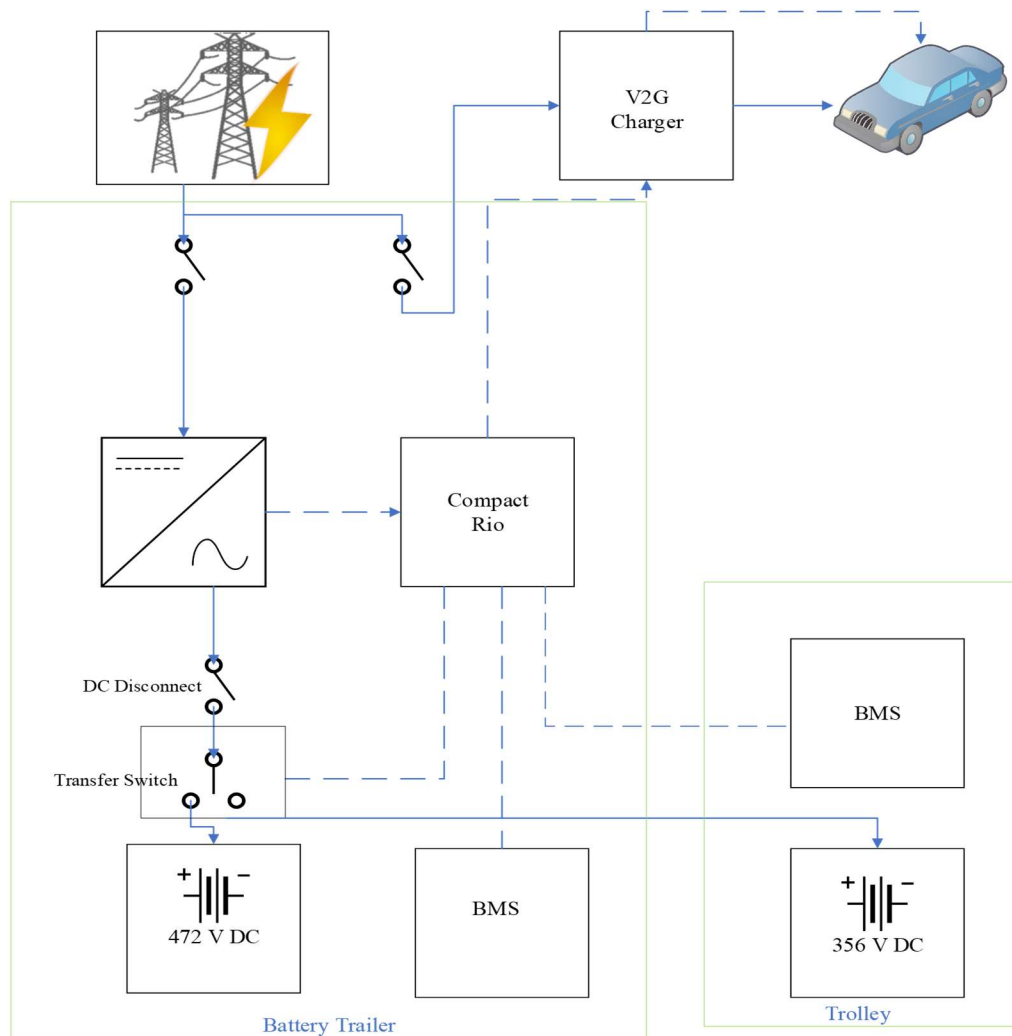 V2G
Charger
Compact
Rio
DC Disconnect
BMS
Transfer Switch
+ −
472 V DC
BMS
+ −
356 V DC
Battery Trailer
Trolley